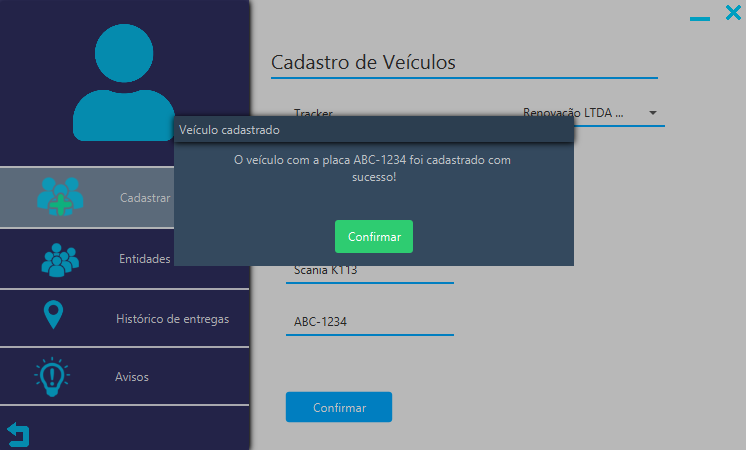 Cadastro de Veículos
Tracker
Renovação LTDA ...
Veículo cadastrado
O veículo com a placa ABC-1234 foi cadastrado com
sucesso!
Confirmar
Cadastrar
Entidades
Histórico de entregas
Avisos
Scania K113
ABC-1234
Confirmar